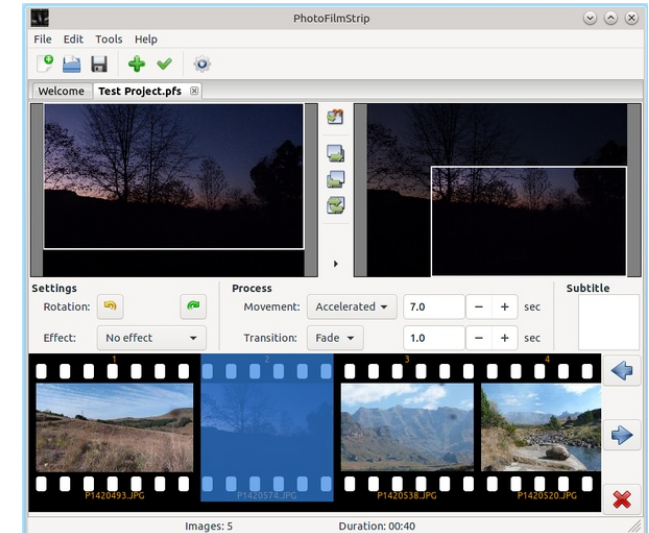 PhotoFilmStrip
File Edit Tools Help
Welcome Test Project.pfs
Settings Process Subtitle
Rotation: Movement: Accelerated 7.0 − + sec
Effect: No effect Transition: Fade 1.0 − + sec
1 2 3 4
P1420493.JPG P1420574.JPG P1420538.JPG P1420520.JPG
Images: 5 Duration: 00:40